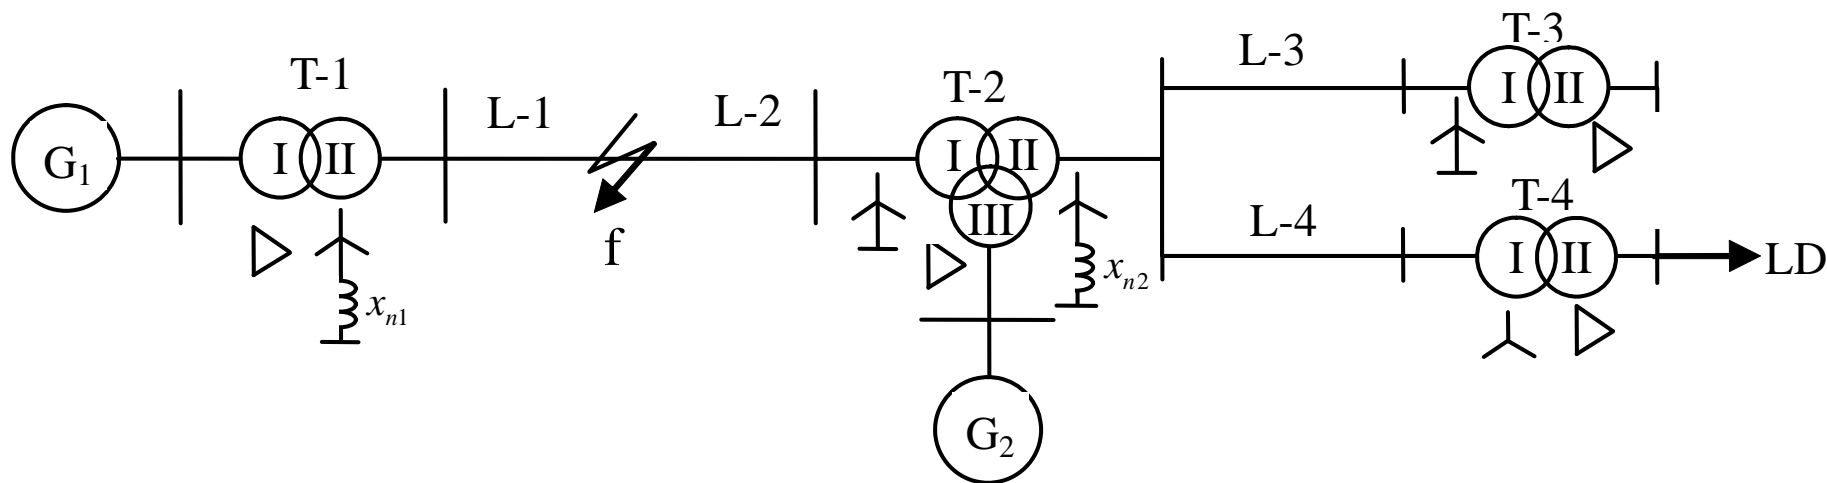 T-3
L-3
T-1
T-2
I II
L-1
L-2
G₁
I II
I II
III
T-4
f
L-4
I II
LD
xₙ₁
xₙ₂
G₂